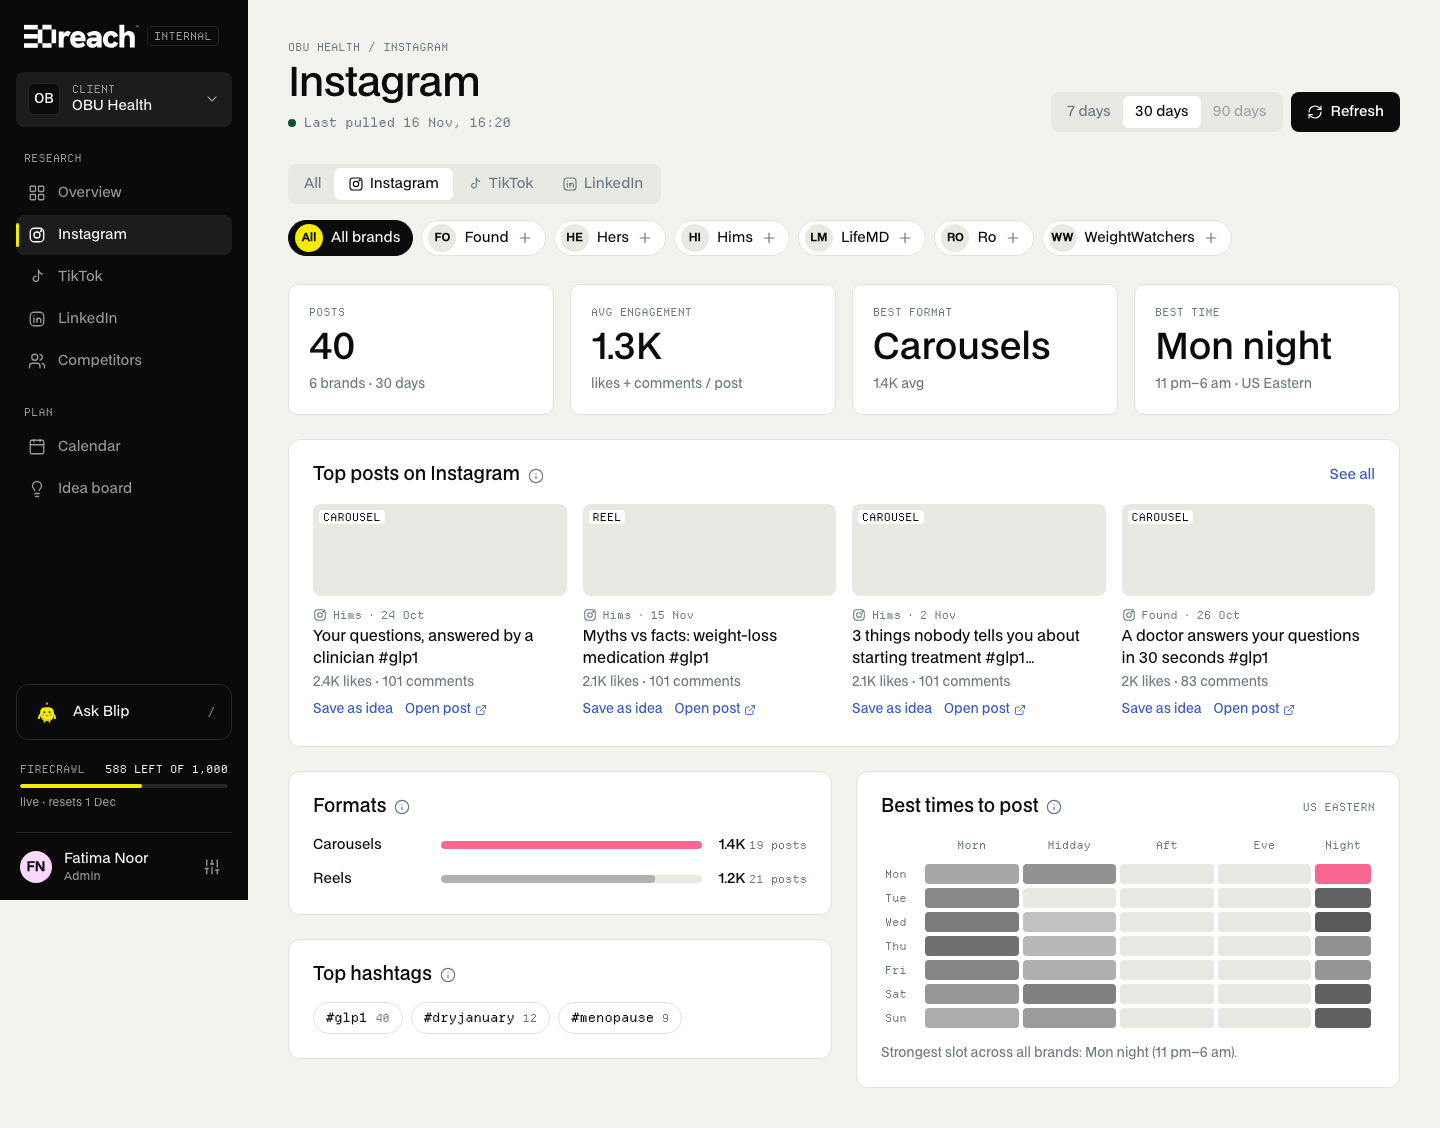 reach INTERNAL
OB CLIENT
OBU Health
RESEARCH
Overview
Instagram
TikTok
LinkedIn
Competitors
PLAN
Calendar
Idea board
Ask Blip /
FIRECRAWL 588 LEFT OF 1,000
live · resets 1 Dec
FN Fatima Noor
Admin
OBU HEALTH / INSTAGRAM
Instagram
Last pulled 16 Nov, 16:20
7 days 30 days 90 days Refresh
All Instagram TikTok LinkedIn
All All brands FO Found HE Hers HI Hims LM LifeMD RO Ro WW WeightWatchers
POSTS
40
6 brands · 30 days
AVG ENGAGEMENT
1.3K
likes + comments / post
BEST FORMAT
Carousels
1.4K avg
BEST TIME
Mon night
11 pm–6 am · US Eastern
Top posts on Instagram See all
CAROUSEL
Hims · 24 Oct
Your questions, answered by a
clinician #glp1
2.4K likes · 101 comments
Save as idea Open post
REEL
Hims · 15 Nov
Myths vs facts: weight-loss
medication #glp1
2.1K likes · 101 comments
Save as idea Open post
CAROUSEL
Hims · 2 Nov
3 things nobody tells you about
starting treatment #glp1...
2.1K likes · 101 comments
Save as idea Open post
CAROUSEL
Found · 26 Oct
A doctor answers your questions
in 30 seconds #glp1
2K likes · 83 comments
Save as idea Open post
Formats
Carousels 1.4K 19 posts
Reels 1.2K 21 posts
Top hashtags
#glp1 40 #dryjanuary 12 #menopause 9
Best times to post US EASTERN
Morn Midday Aft Eve Night
Mon
Tue
Wed
Thu
Fri
Sat
Sun
Strongest slot across all brands: Mon night (11 pm–6 am).